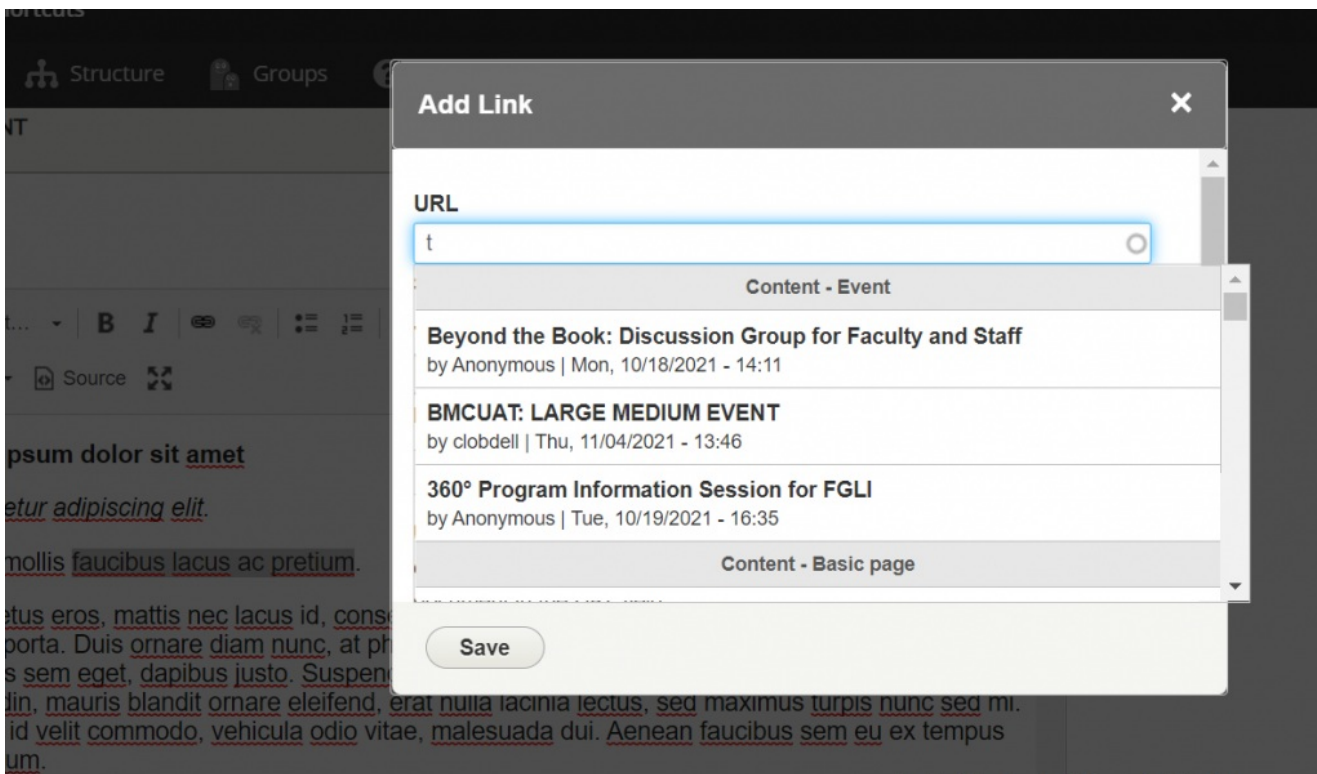 Shortcuts
Structure Groups
NT
Add Link
URL
t
Content - Event
Beyond the Book: Discussion Group for Faculty and Staff
by Anonymous | Mon, 10/18/2021 - 14:11
BMCUAT: LARGE MEDIUM EVENT
by clobdell | Thu, 11/04/2021 - 13:46
360° Program Information Session for FGLI
by Anonymous | Tue, 10/19/2021 - 16:35
Content - Basic page
Save
t... B I
Source
psum dolor sit amet
etur adipiscing elit.
mollis faucibus lacus ac pretium.
etus eros, mattis nec lacus id, conse
porta. Duis ornare diam nunc, at ph
s sem eget, dapibus justo. Suspen
din, mauris blandit ornare eleifend, erat nulla lacinia lectus, sed maximus turpis nunc sed mi.
id velit commodo, vehicula odio vitae, malesuada dui. Aenean faucibus sem eu ex tempus
um.